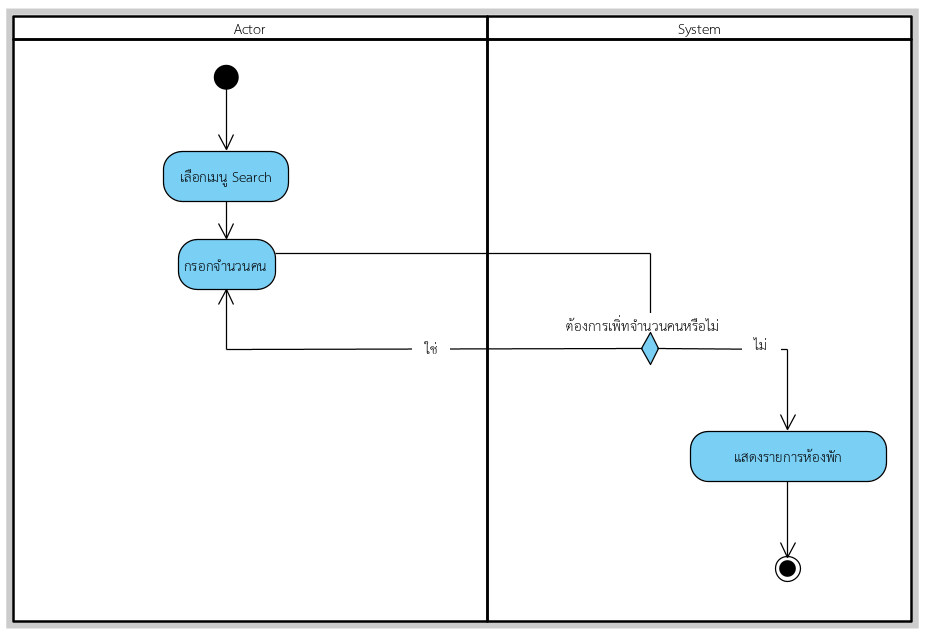 Actor
System
เลือกเมนู Search
กรอกจำนวนคน
ต้องการเพิ่ทจำนวนคนหรือไม่
ใช่
ไม่
แสดงรายการห้องพัก